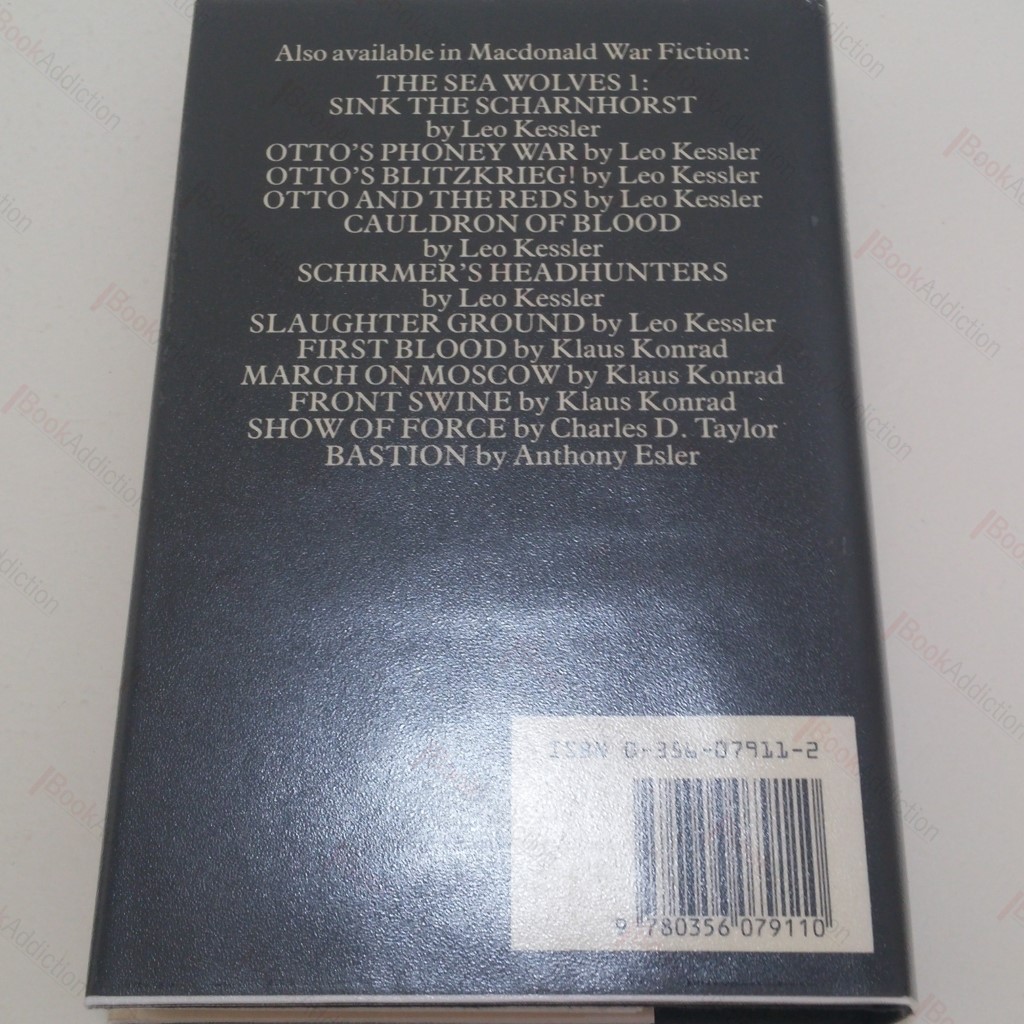 Also available in Macdonald War Fiction:
THE SEA WOLVES 1:
SINK THE SCHARNHORST
by Leo Kessler
OTTO'S PHONEY WAR by Leo Kessler
OTTO'S BLITZKRIEG! by Leo Kessler
OTTO AND THE REDS by Leo Kessler
CAULDRON OF BLOOD
by Leo Kessler
SCHIRMER'S HEADHUNTERS
by Leo Kessler
SLAUGHTER GROUND by Leo Kessler
FIRST BLOOD by Klaus Konrad
MARCH ON MOSCOW by Klaus Konrad
FRONT SWINE by Klaus Konrad
SHOW OF FORCE by Charles D. Taylor
BASTION by Anthony Esler
ISBN 0-356-07911-2
9 780356 079110
BookAddiction